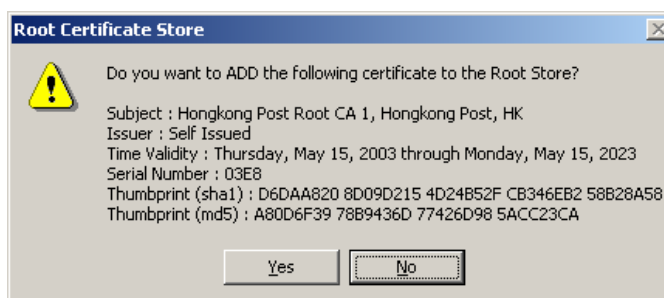 Root Certificate Store
Do you want to ADD the following certificate to the Root Store?
Subject : Hongkong Post Root CA 1, Hongkong Post, HK
Issuer : Self Issued
Time Validity : Thursday, May 15, 2003 through Monday, May 15, 2023
Serial Number : 03E8
Thumbprint (sha1) : D6DAA820 8D09D215 4D24B52F CB346EB2 58B28A58
Thumbprint (md5) : A80D6F39 78B9436D 77426D98 5ACC23CA
Yes
No